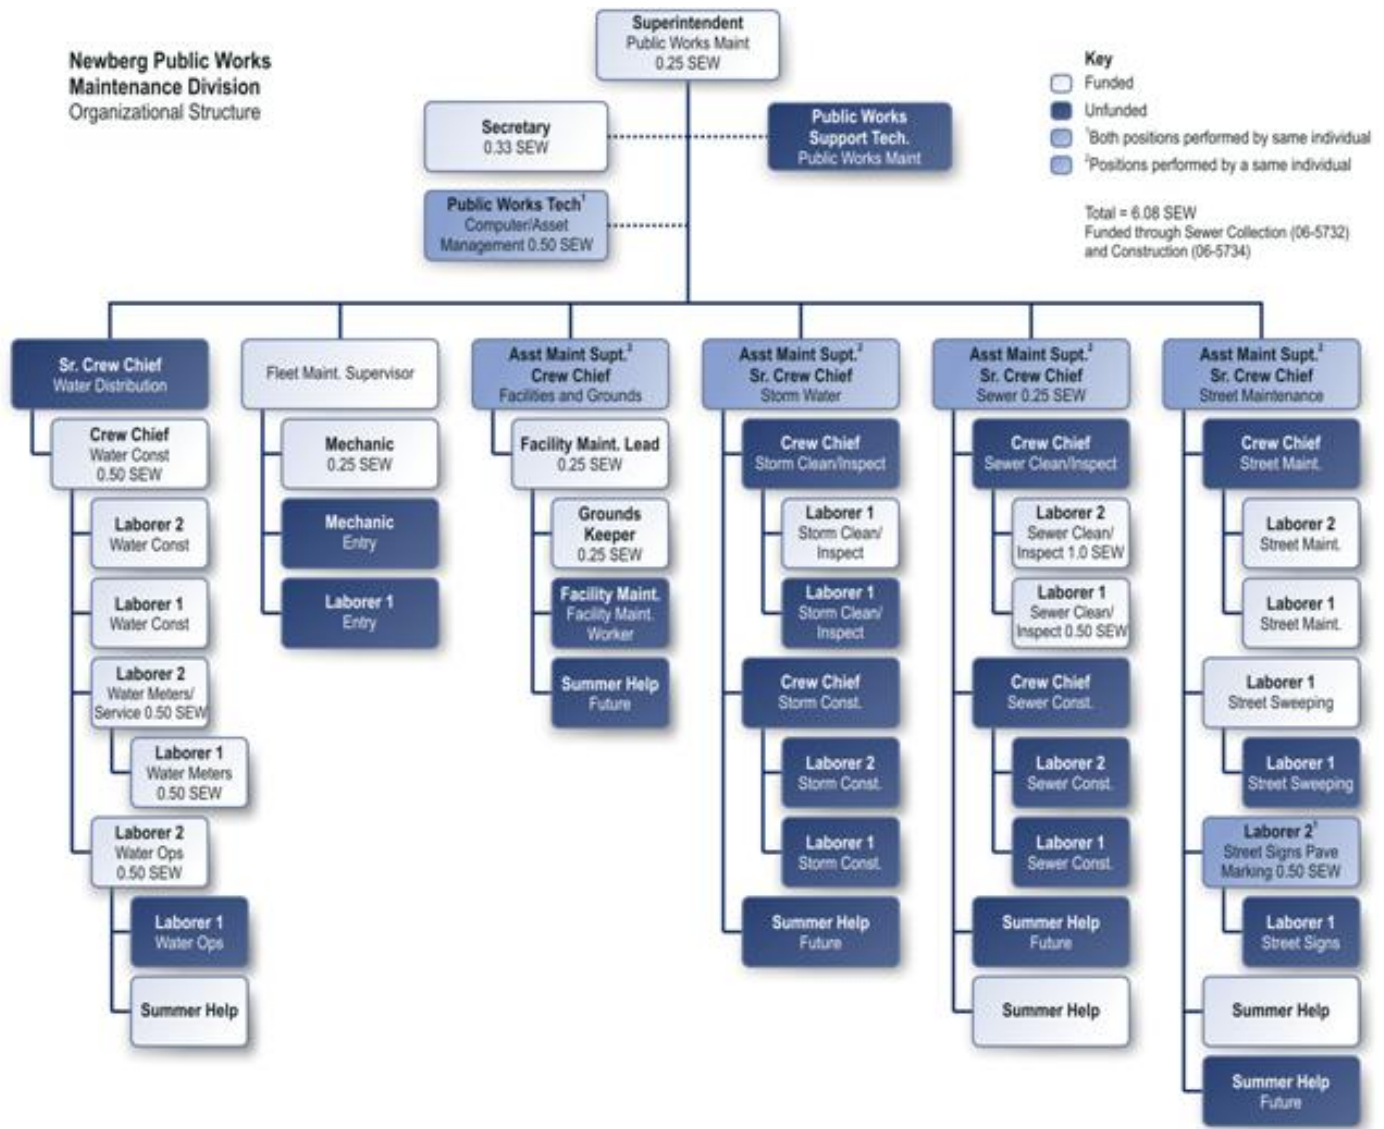 Newberg Public Works
Maintenance Division
Organizational Structure
Superintendent
Public Works Maint
0.25 SEW
Key
Funded
Unfunded
¹Both positions performed by same individual
²Positions performed by a same individual
Total = 6.08 SEW
Funded through Sewer Collection (06-5732)
and Construction (06-5734)
Secretary
0.33 SEW
Public Works
Support Tech.
Public Works Maint
Public Works Tech¹
Computer/Asset
Management 0.50 SEW
Sr. Crew Chief
Water Distribution
Crew Chief
Water Const
0.50 SEW
Laborer 2
Water Const
Laborer 1
Water Const
Laborer 2
Water Meters/
Service 0.50 SEW
Laborer 1
Water Meters
0.50 SEW
Laborer 2
Water Ops
0.50 SEW
Laborer 1
Water Ops
Summer Help
Fleet Maint. Supervisor
Mechanic
0.25 SEW
Mechanic
Entry
Laborer 1
Entry
Asst Maint Supt.²
Crew Chief
Facilities and Grounds
Facility Maint. Lead
0.25 SEW
Grounds
Keeper
0.25 SEW
Facility Maint.
Facility Maint.
Worker
Summer Help
Future
Asst Maint Supt.²
Sr. Crew Chief
Storm Water
Crew Chief
Storm Clean/Inspect
Laborer 1
Storm Clean/
Inspect
Laborer 1
Storm Clean/
Inspect
Crew Chief
Storm Const.
Laborer 2
Storm Const.
Laborer 1
Storm Const.
Summer Help
Future
Asst Maint Supt.²
Sr. Crew Chief
Sewer 0.25 SEW
Crew Chief
Sewer Clean/Inspect
Laborer 2
Sewer Clean/
Inspect 1.0 SEW
Laborer 1
Sewer Clean/
Inspect 0.50 SEW
Crew Chief
Sewer Const.
Laborer 2
Sewer Const.
Laborer 1
Sewer Const.
Summer Help
Future
Summer Help
Asst Maint Supt.²
Sr. Crew Chief
Street Maintenance
Crew Chief
Street Maint.
Laborer 2
Street Maint.
Laborer 1
Street Maint.
Laborer 1
Street Sweeping
Laborer 1
Street Sweeping
Laborer 2¹
Street Signs Pave
Marking 0.50 SEW
Laborer 1
Street Signs
Summer Help
Summer Help
Future